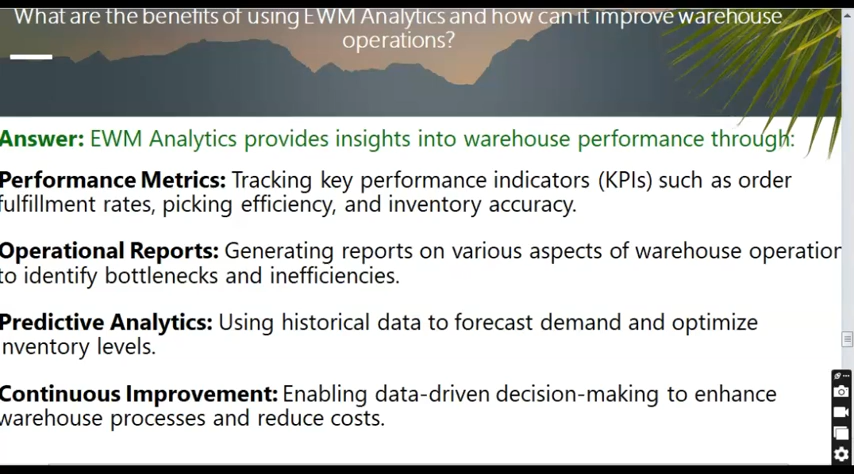 What are the benefits of using EWM Analytics and how can it improve warehouse
operations?
Answer: EWM Analytics provides insights into warehouse performance through:
Performance Metrics: Tracking key performance indicators (KPIs) such as order
fulfillment rates, picking efficiency, and inventory accuracy.
Operational Reports: Generating reports on various aspects of warehouse operation
to identify bottlenecks and inefficiencies.
Predictive Analytics: Using historical data to forecast demand and optimize
nventory levels.
Continuous Improvement: Enabling data-driven decision-making to enhance
warehouse processes and reduce costs.